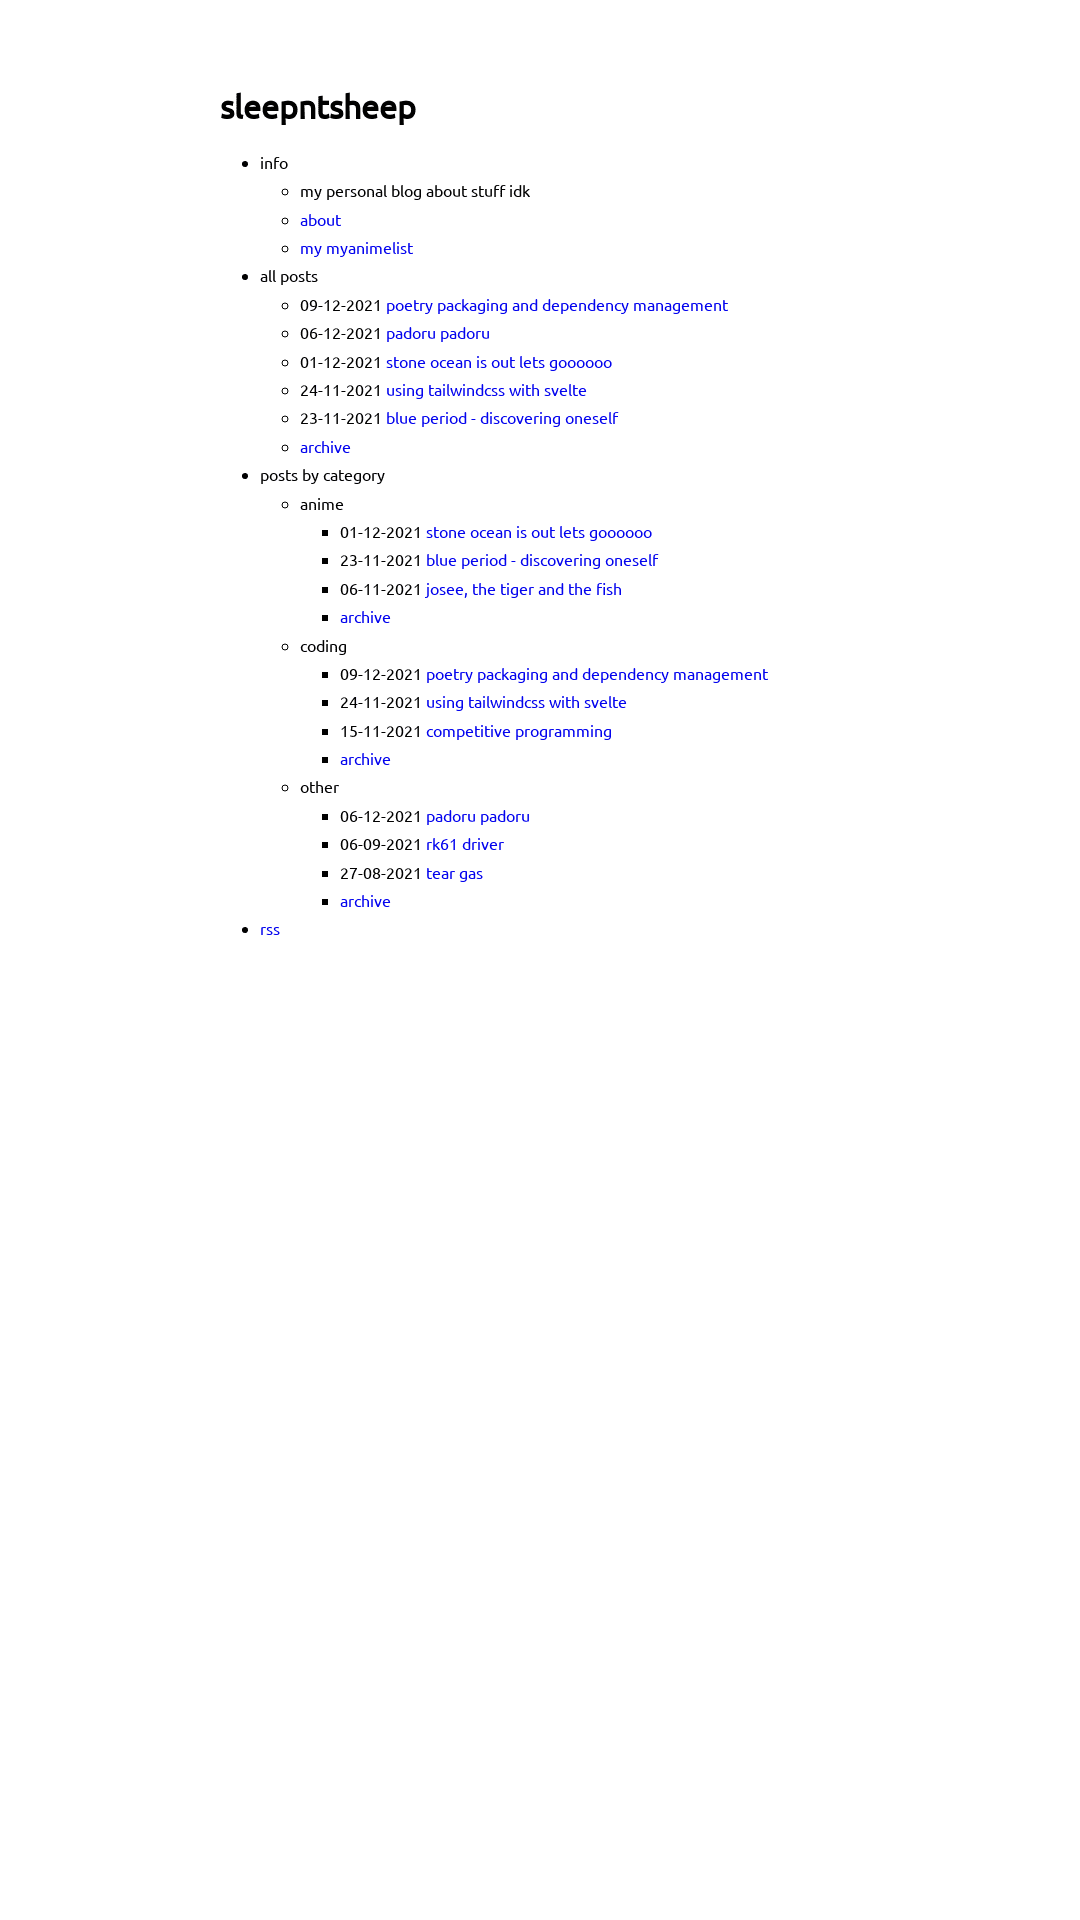 sleepntsheep
info
my personal blog about stuff idk
about
my myanimelist
all posts
09-12-2021 poetry packaging and dependency management
06-12-2021 padoru padoru
01-12-2021 stone ocean is out lets goooooo
24-11-2021 using tailwindcss with svelte
23-11-2021 blue period - discovering oneself
archive
posts by category
anime
01-12-2021 stone ocean is out lets goooooo
23-11-2021 blue period - discovering oneself
06-11-2021 josee, the tiger and the fish
archive
coding
09-12-2021 poetry packaging and dependency management
24-11-2021 using tailwindcss with svelte
15-11-2021 competitive programming
archive
other
06-12-2021 padoru padoru
06-09-2021 rk61 driver
27-08-2021 tear gas
archive
rss